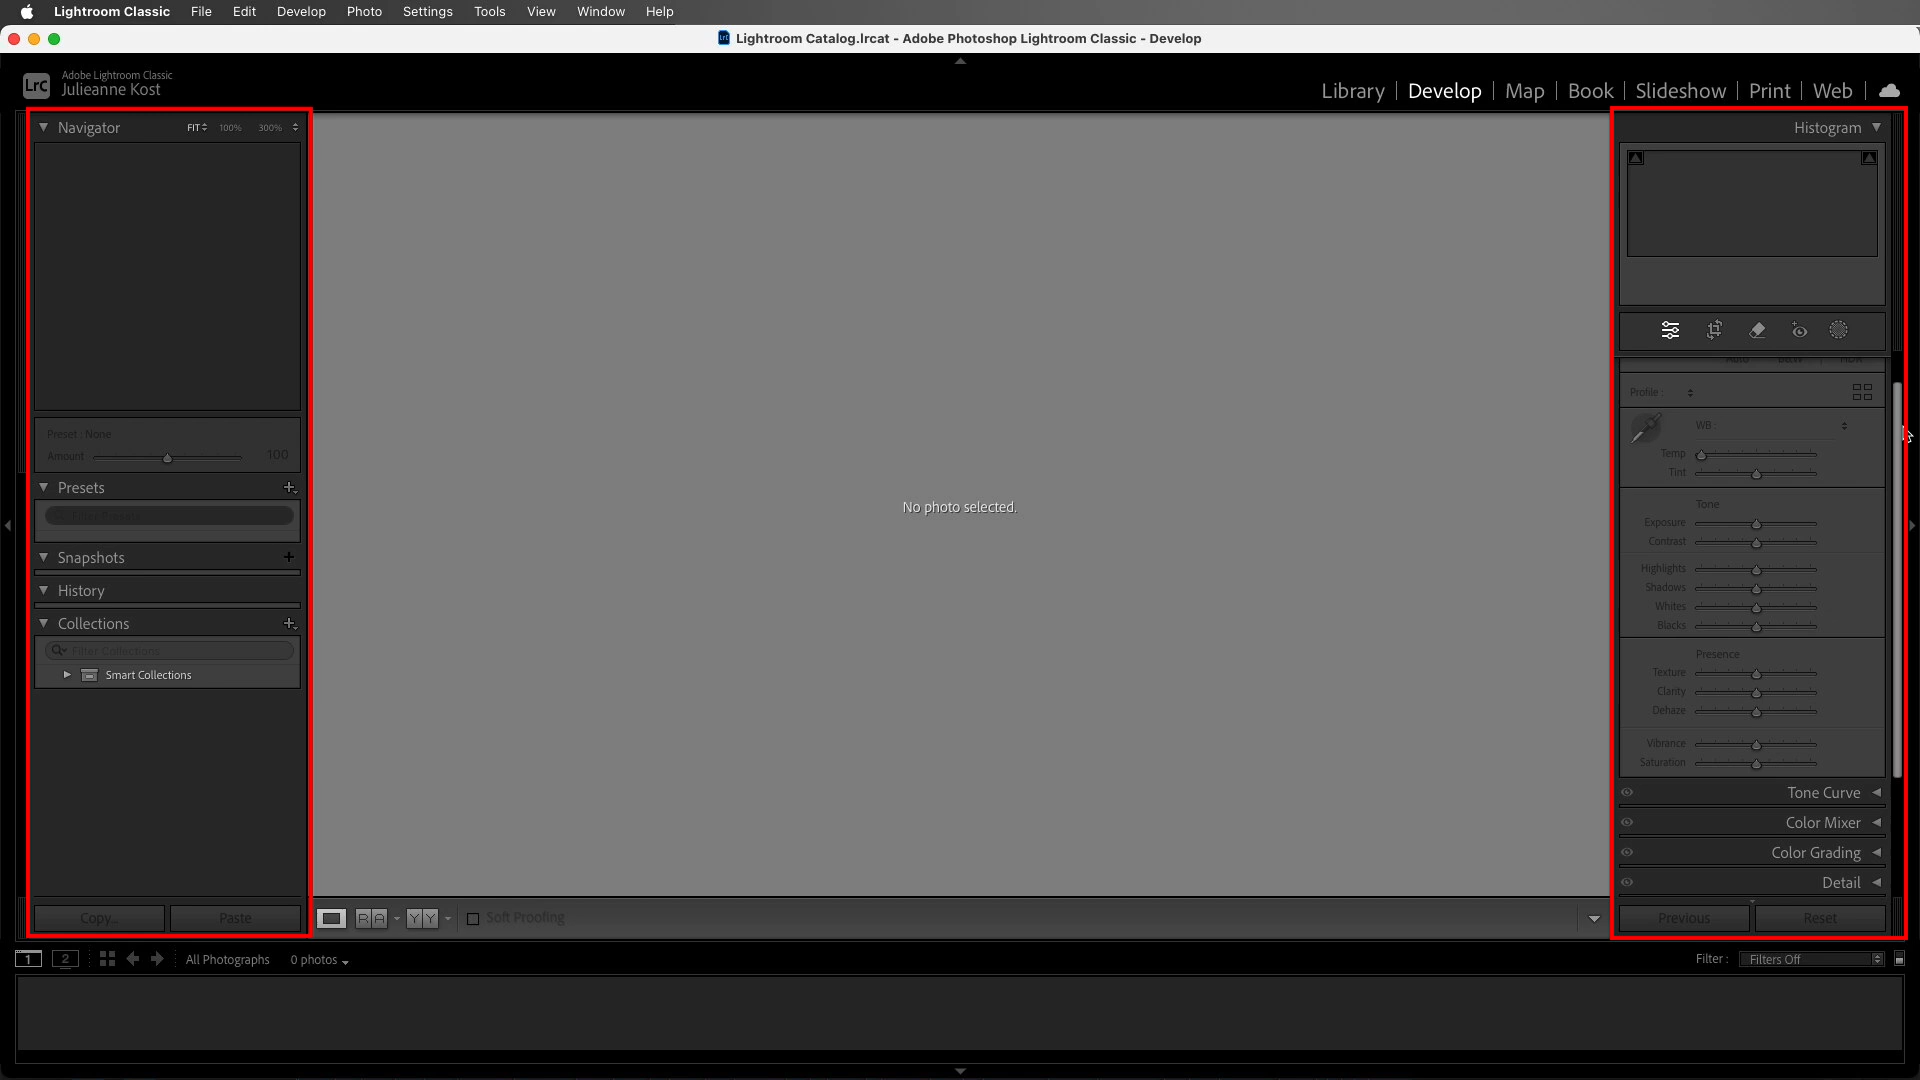 Lightroom Classic File Edit Develop Photo Settings Tools View Window Help
Lightroom Catalog.lrcat - Adobe Photoshop Lightroom Classic - Develop
LrC Adobe Lightroom Classic
Julieanne Kost
Library Develop Map Book Slideshow Print Web
Navigator FIT 100% 300%
Preset : None
Amount 100
Presets
Snapshots
History
Collections
Filter Collections
Smart Collections
Copy... Paste
No photo selected.
R A Y Y Soft Proofing
Histogram
Profile :
WB :
Temp
Tint
Tone
Exposure
Contrast
Highlights
Shadows
Whites
Blacks
Presence
Texture
Clarity
Dehaze
Vibrance
Saturation
Tone Curve
Color Mixer
Color Grading
Detail
Previous Reset
1 2 All Photographs 0 photos
Filter : Filters Off